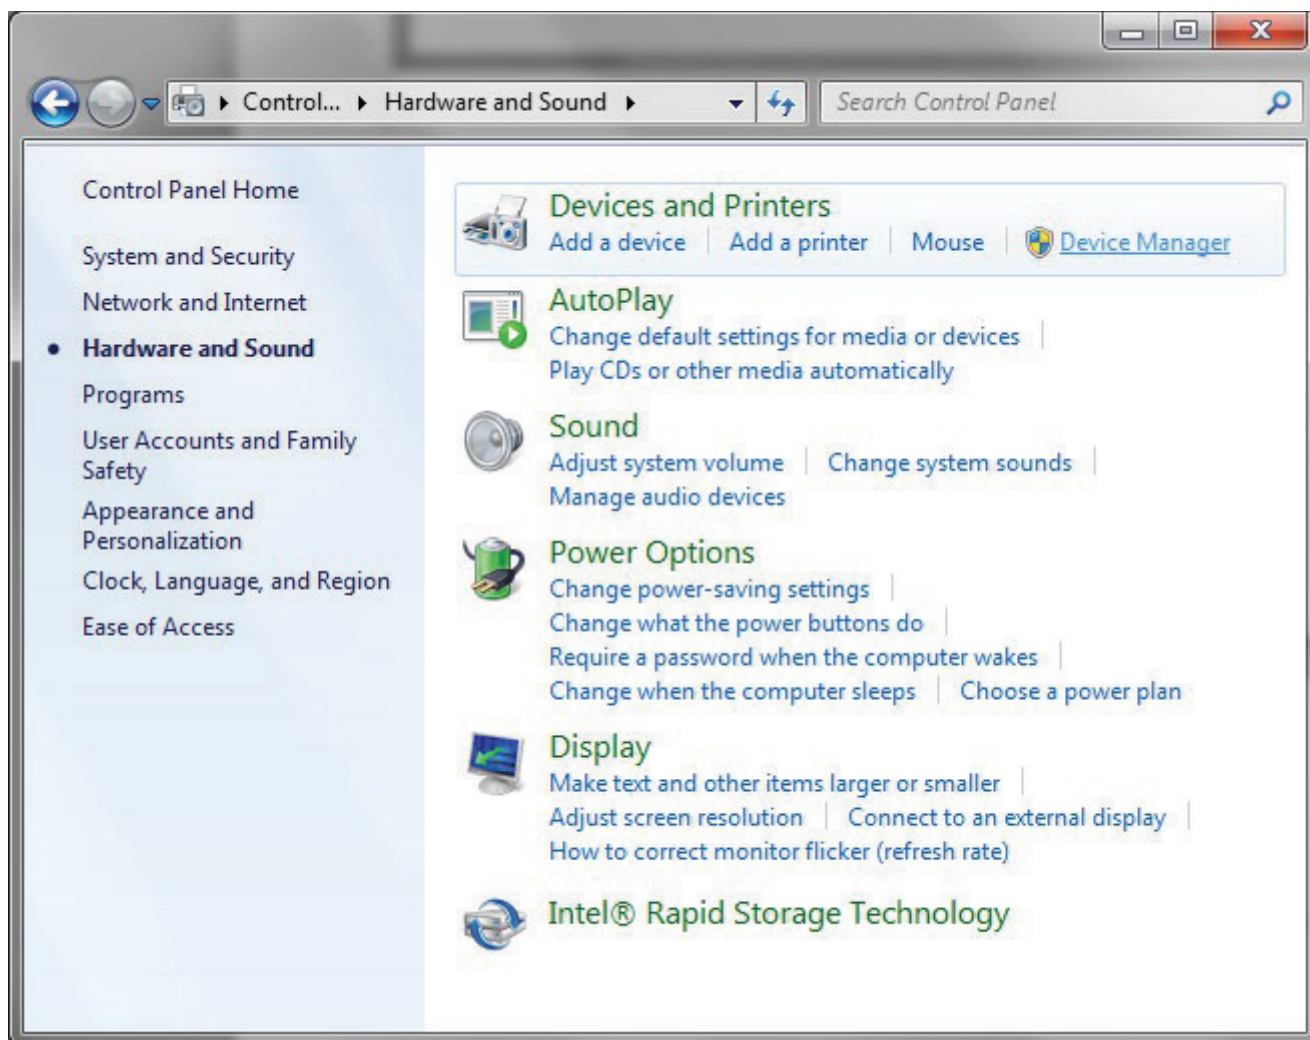 Control... Hardware and Sound
Search Control Panel
Control Panel Home
System and Security
Network and Internet
Hardware and Sound
Programs
User Accounts and Family
Safety
Appearance and
Personalization
Clock, Language, and Region
Ease of Access
Devices and Printers
Add a device Add a printer Mouse Device Manager
AutoPlay
Change default settings for media or devices
Play CDs or other media automatically
Sound
Adjust system volume Change system sounds
Manage audio devices
Power Options
Change power-saving settings
Change what the power buttons do
Require a password when the computer wakes
Change when the computer sleeps Choose a power plan
Display
Make text and other items larger or smaller
Adjust screen resolution Connect to an external display
How to correct monitor flicker (refresh rate)
Intel® Rapid Storage Technology